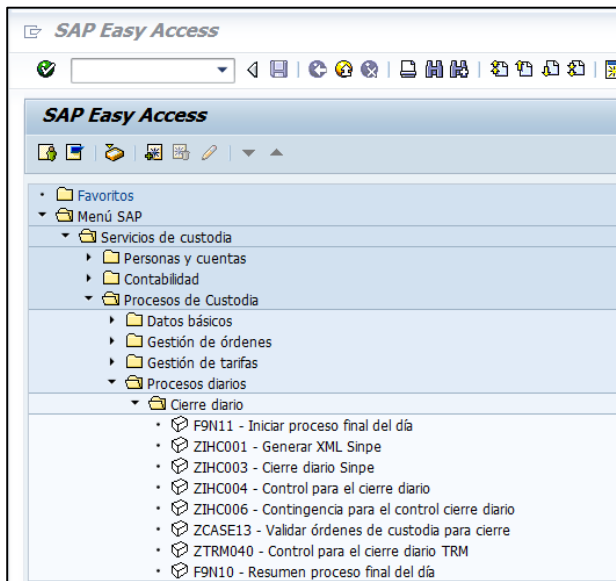 SAP Easy Access
SAP Easy Access
Favoritos
Menú SAP
Servicios de custodia
Personas y cuentas
Contabilidad
Procesos de Custodia
Datos básicos
Gestión de órdenes
Gestión de tarifas
Procesos diarios
Cierre diario
F9N11 - Iniciar proceso final del día
ZIHC001 - Generar XML Sinpe
ZIHC003 - Cierre diario Sinpe
ZIHC004 - Control para el cierre diario
ZIHC006 - Contingencia para el control cierre diario
ZCASE13 - Validar órdenes de custodia para cierre
ZTRM040 - Control para el cierre diario TRM
F9N10 - Resumen proceso final del día